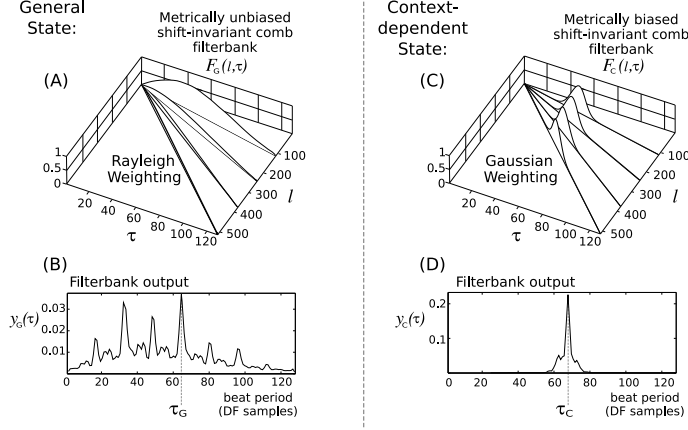 General
State:
Metrically unbiased
shift-invariant comb
filterbank
F_G(l,τ)
(A)
1
0.5
0
Rayleigh
Weighting
20
40
60
80
100
120
τ
100
200
300
400
500
l
(B)
Filterbank output
y_G(τ)
0.03
0.02
0.01
0
20
40
60
80
100
120
τ_G
beat period
(DF samples)
Context-
dependent
State:
Metrically biased
shift-invariant comb
filterbank
F_C(l,τ)
(C)
1
0.5
0
Gaussian
Weighting
20
40
60
80
100
120
τ
100
200
300
400
500
l
(D)
Filterbank output
y_C(τ)
0.2
0.1
0
20
40
60
80
100
120
τ_C
beat period
(DF samples)